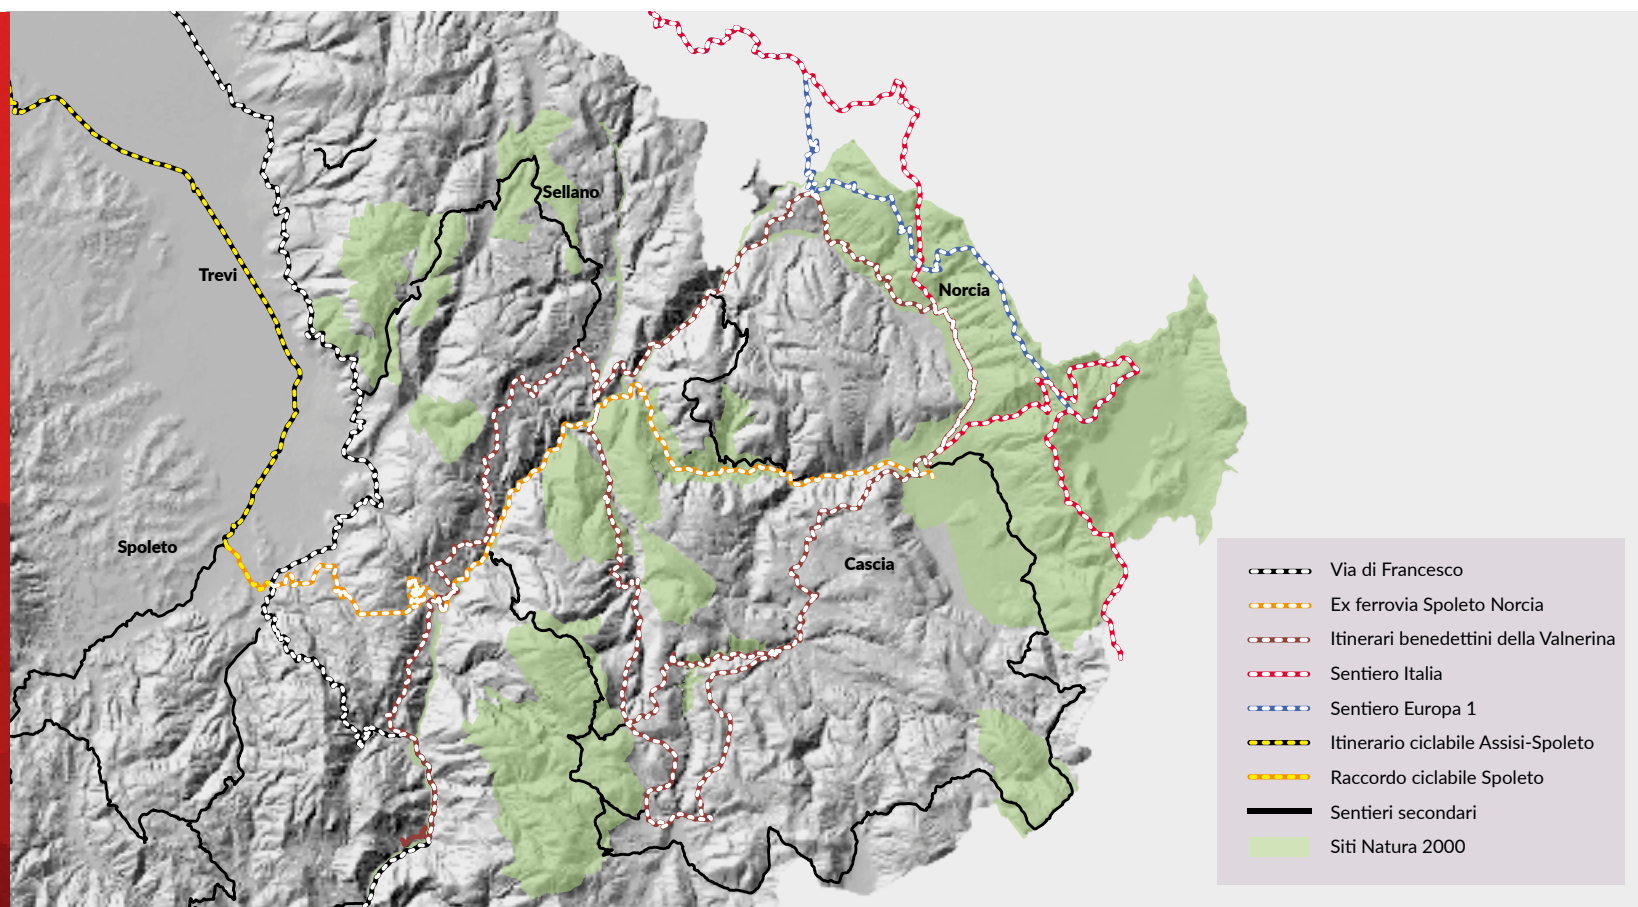 Sellano
Trevi
Norcia
Spoleto
Cascia
Via di Francesco
Ex ferrovia Spoleto Norcia
Itinerari benedettini della Valnerina
Sentiero Italia
Sentiero Europa 1
Itinerario ciclabile Assisi-Spoleto
Raccordo ciclabile Spoleto
Sentieri secondari
Siti Natura 2000